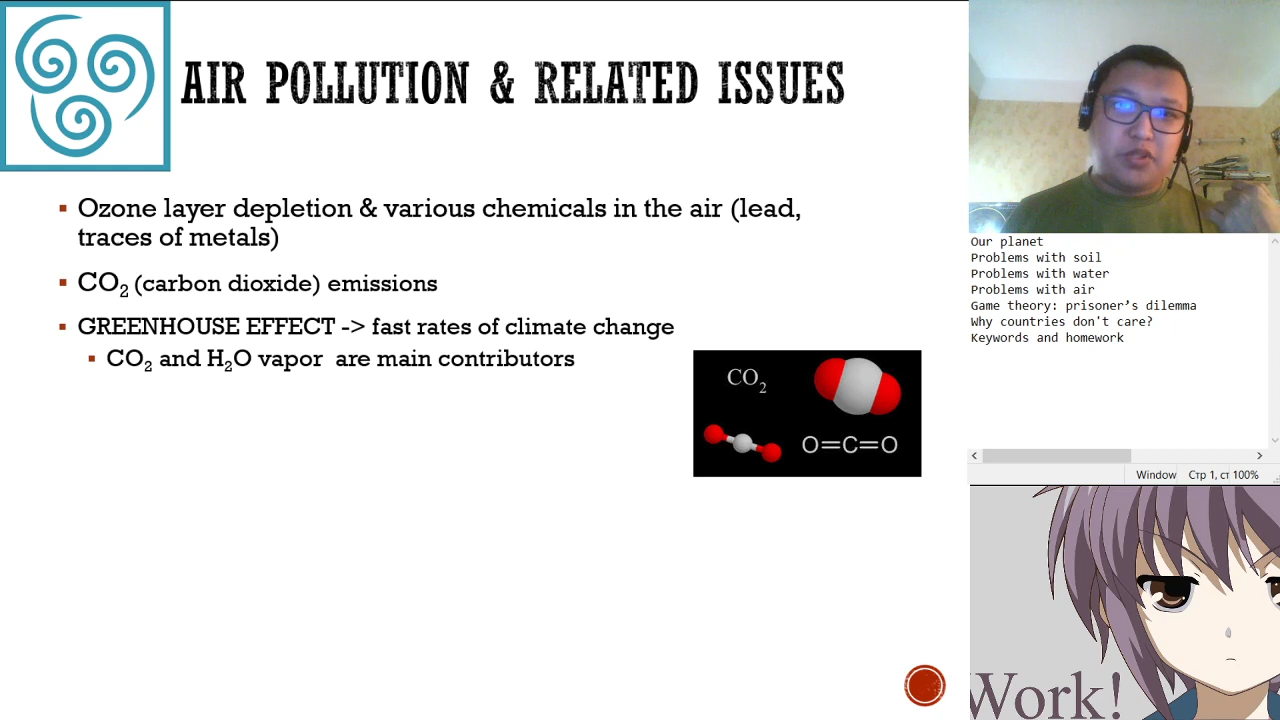 AIR POLLUTION & RELATED ISSUES
Ozone layer depletion & various chemicals in the air (lead,
traces of metals)
CO2 (carbon dioxide) emissions
GREENHOUSE EFFECT -> fast rates of climate change
CO2 and H2O vapor are main contributors
CO2
O=C=O
Our planet
Problems with soil
Problems with water
Problems with air
Game theory: prisoner’s dilemma
Why countries don't care?
Keywords and homework
Window Стр 1, ст 100%
Work!